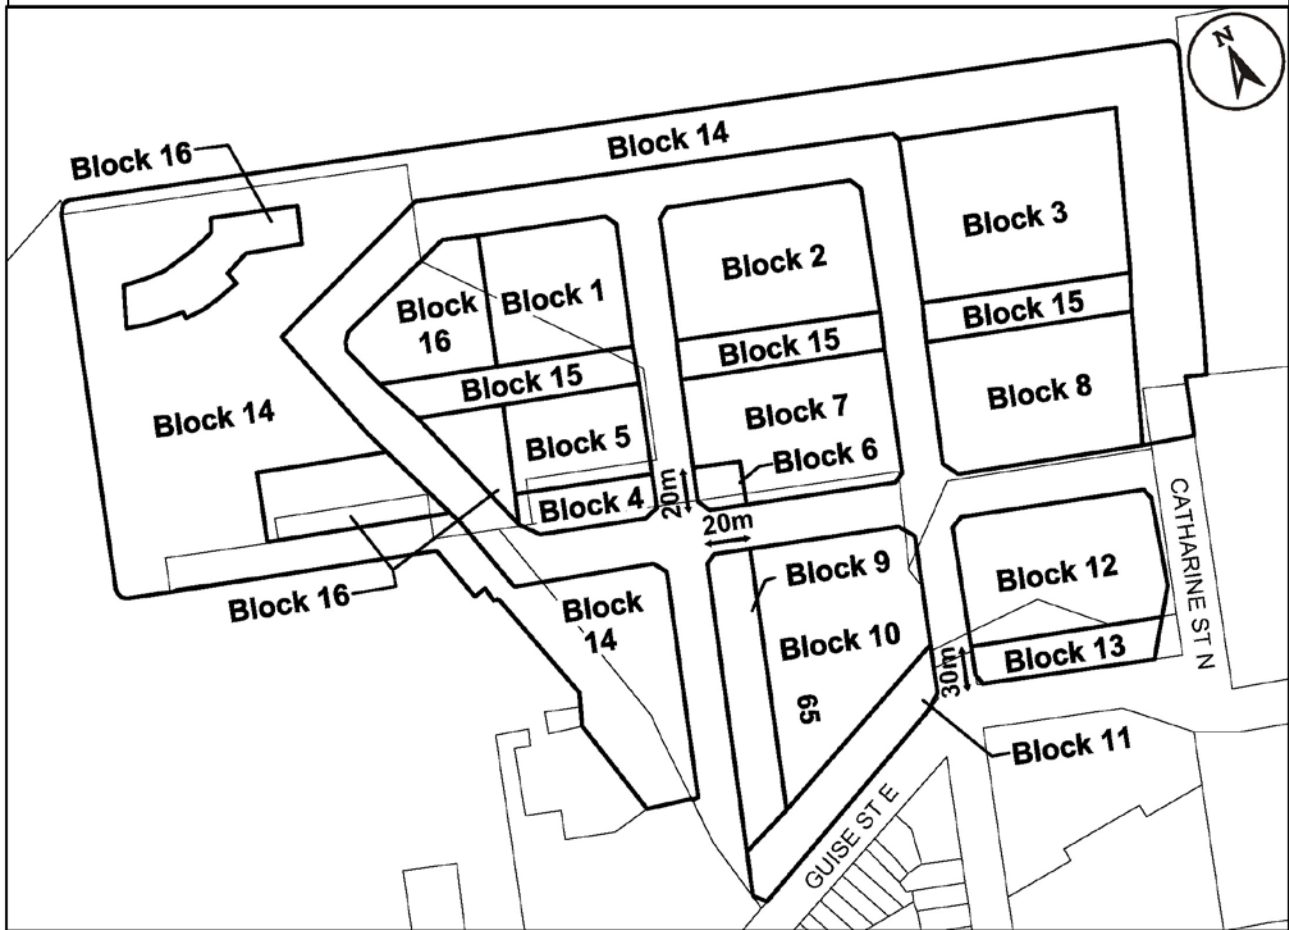 N
Block 14
Block 16
Block 3
Block 2
Block 1
Block
16
Block 15
Block 15
Block 15
Block 8
Block 7
Block 14
Block 5
Block 6
Block 4
20m
20m
CATHARINE ST N
Block 9
Block 12
Block 16
Block
14
Block 10
Block 13
30m
65
Block 11
GUISE ST E